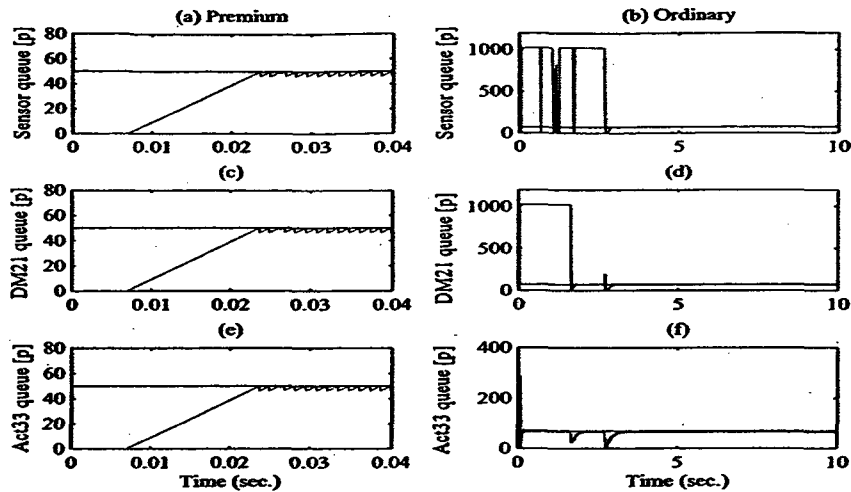 (a) Premium
(b) Ordinary
Sensor queue [p]
80
60
40
20
0
0 0.01 0.02 0.03 0.04
Sensor queue [p]
1000
500
0
0 5 10
(c)
(d)
DM21 queue [p]
80
60
40
20
0
0 0.01 0.02 0.03 0.04
DM21 queue [p]
1000
500
0
0 5 10
(e)
(f)
Act33 queue [p]
80
60
40
20
0
0 0.01 0.02 0.03 0.04
Time (sec.)
Act33 queue [p]
400
200
0
0 5 10
Time (sec.)